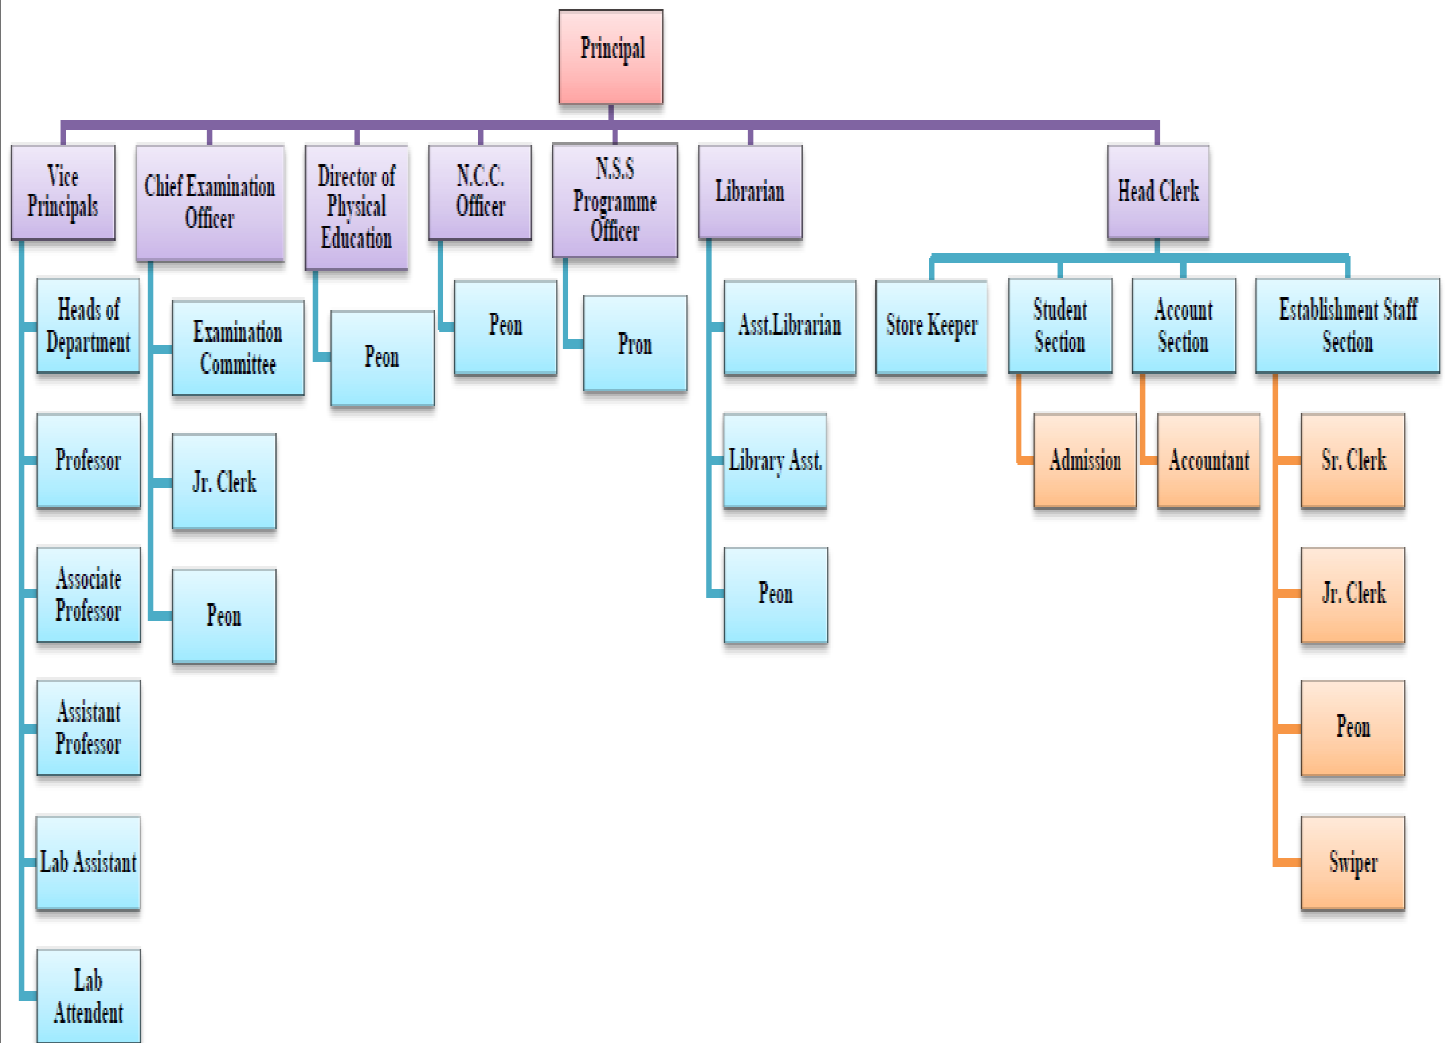 Principal
Vice
Principals
Chief Examination
Officer
Director of
Physical
Education
N.C.C.
Officer
N.S.S
Programme
Officer
Librarian
Head Clerk
Heads of
Department
Professor
Associate
Professor
Assistant
Professor
Lab Assistant
Lab
Attendent
Examination
Committee
Jr. Clerk
Peon
Peon
Peon
Pron
Asst.Librarian
Library Asst.
Peon
Store Keeper
Student
Section
Admission
Account
Section
Accountant
Establishment Staff
Section
Sr. Clerk
Jr. Clerk
Peon
Swiper